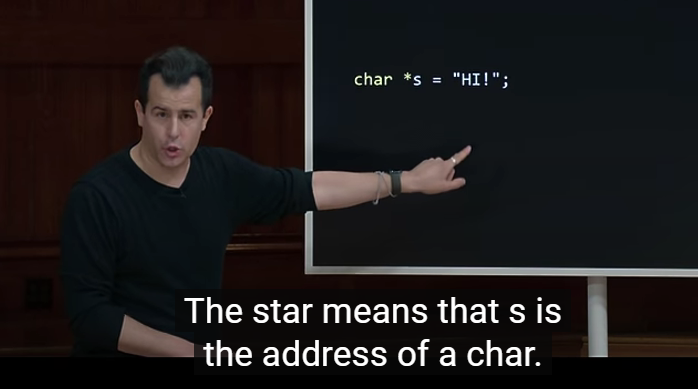 char *s = "HI!";
The star means that s is
the address of a char.